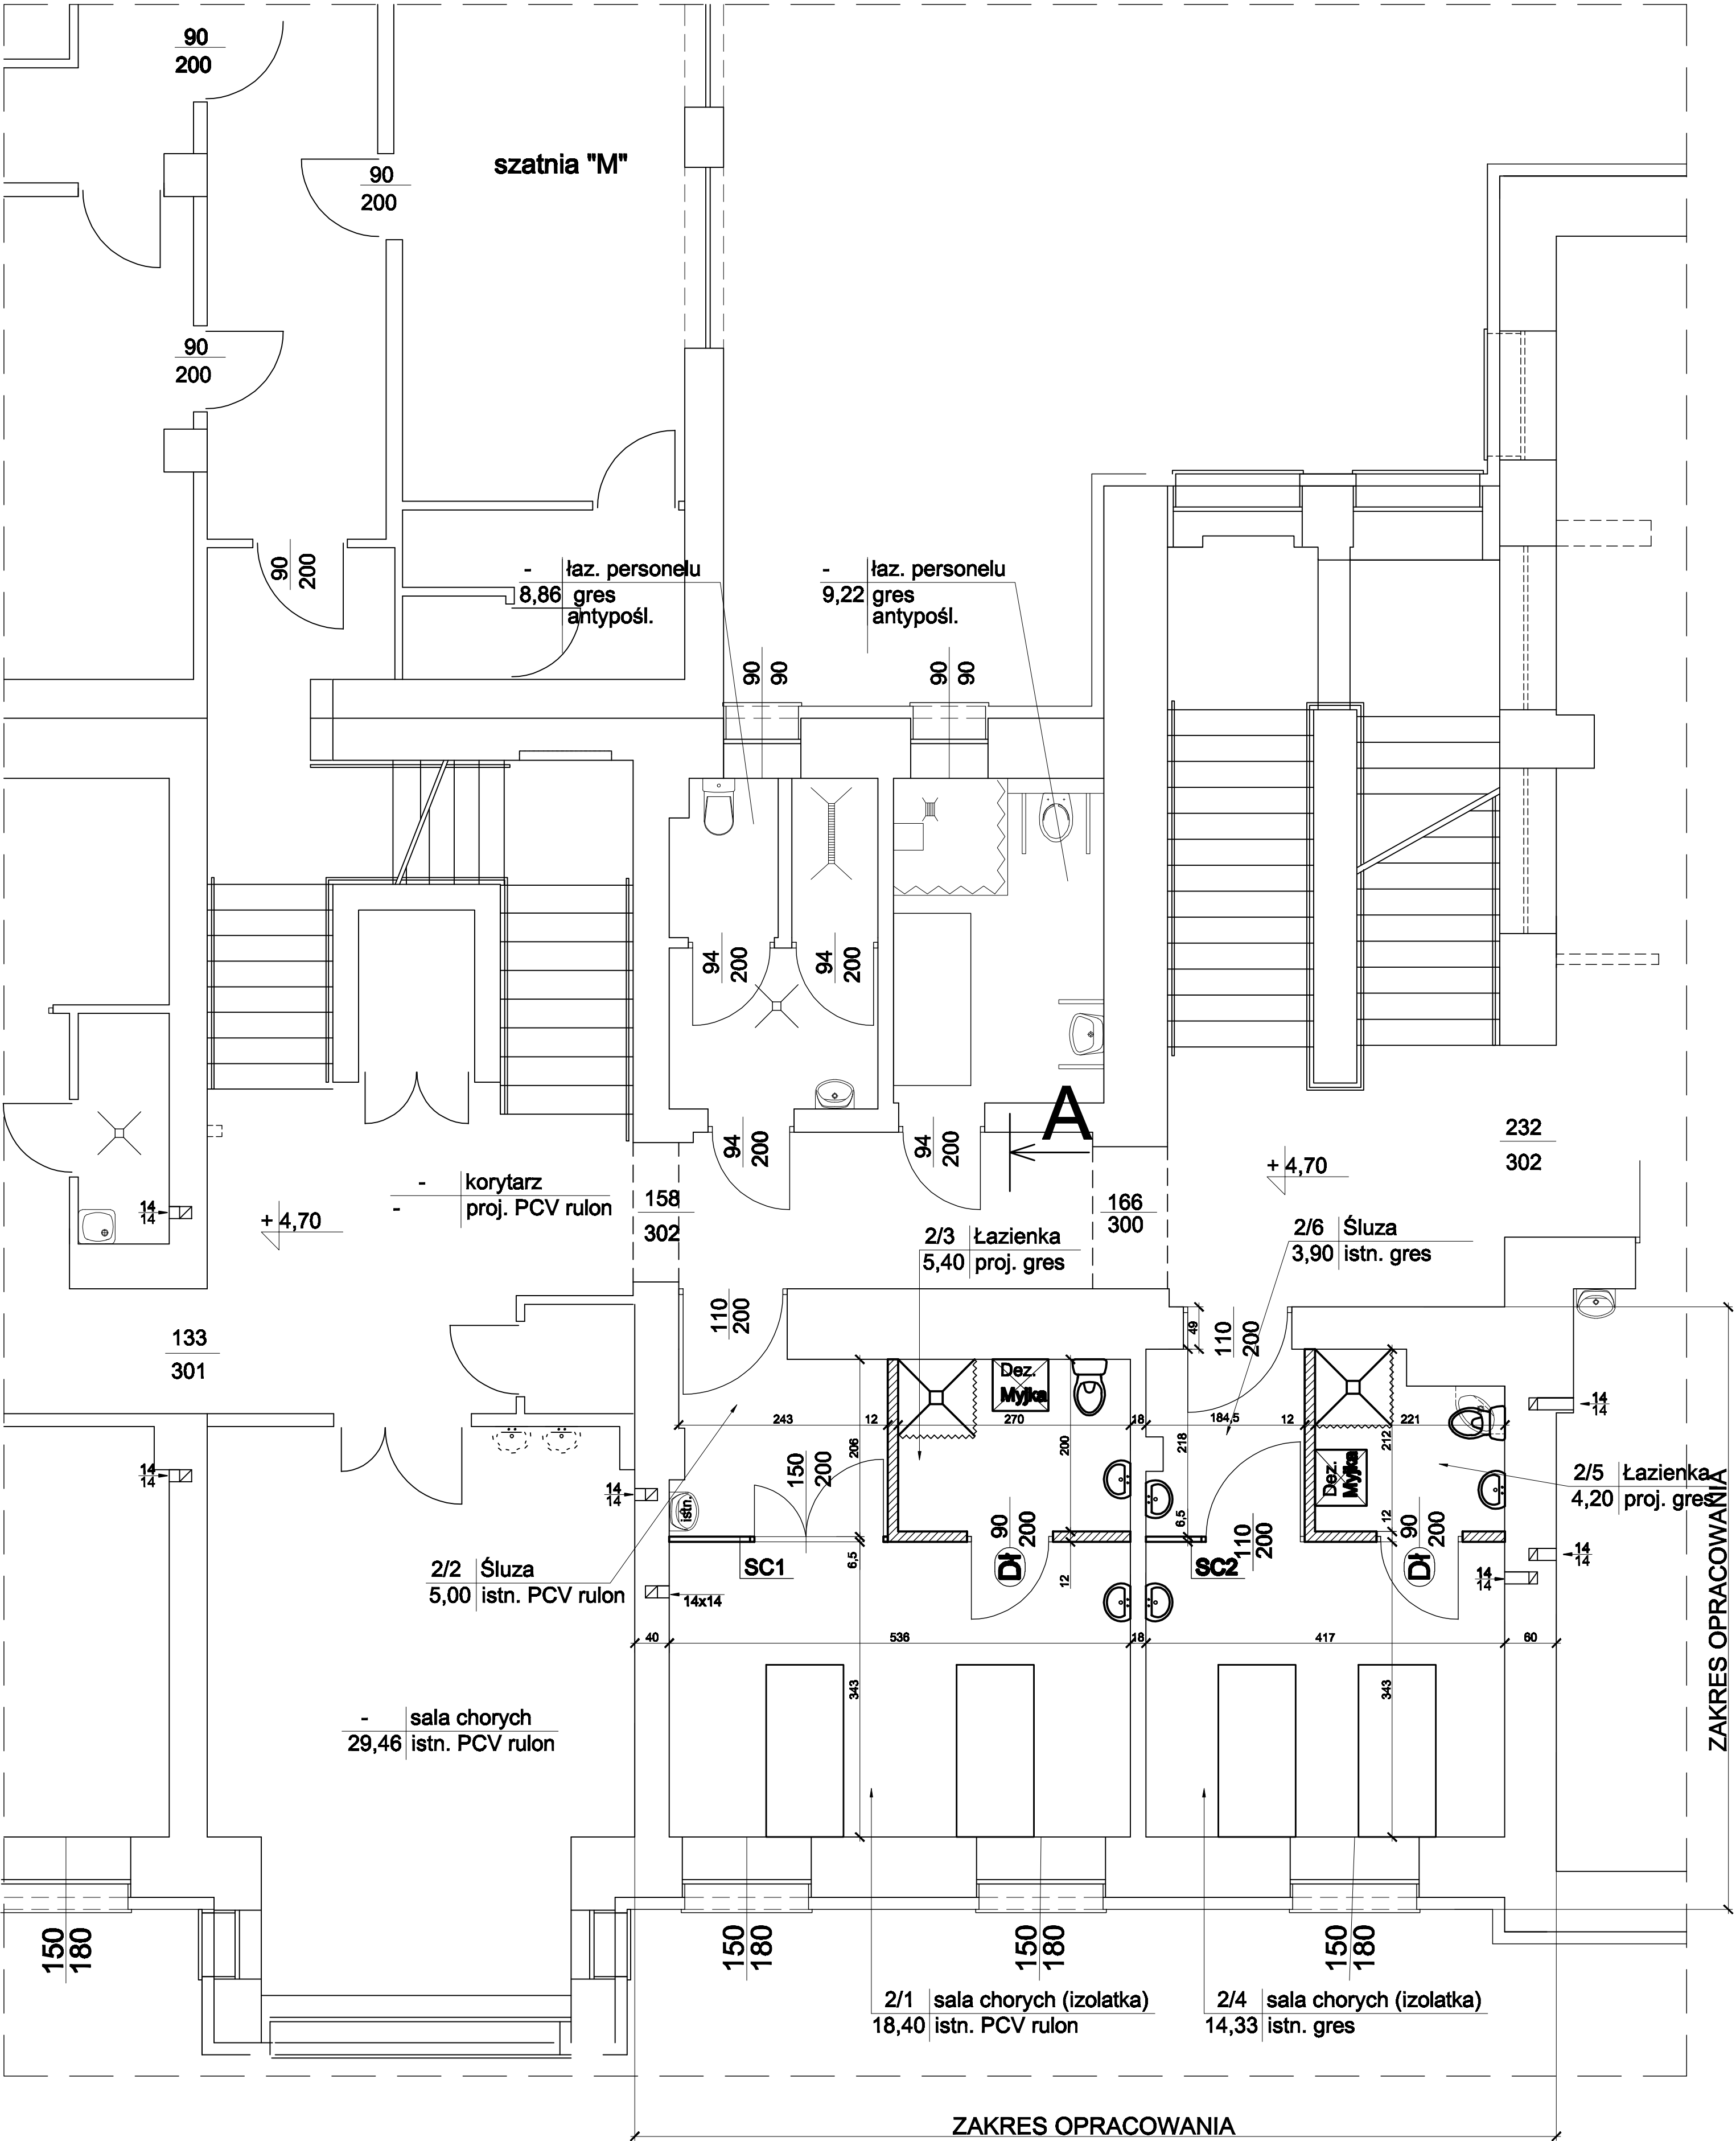 90
200
90
200
szatnia "M"
90
200
90
200
- łaz. personelu
8,86 gres
antypośl.
- łaz. personelu
9,22 gres
antypośl.
90
90
90
90
94
200
94
200
94
200
94
200
A
232
302
- korytarz
- proj. PCV rulon
+ 4,70
158
302
166
300
+ 4,70
14
14
2/3 Łazienka
5,40 proj. gres
2/6 Śluza
3,90 istn. gres
133
301
110
200
49
110
200
Dez.
Myjka
14
14
243
12
270
18
184,5
12
221
206
200
218
212
150
200
Dez.
Myjka
14
14
14
14
istn.
2/5 Łazienka
4,20 proj. gres
90
200
6,5
90
200
12
14
14
SC1
6,5
Dł
12
SC2
110
200
Dł
14
14
2/2 Śluza
5,00 istn. PCV rulon
14x14
40
536
18
417
60
343
343
- sala chorych
29,46 istn. PCV rulon
ZAKRES OPRACOWANIA
150
180
150
180
150
180
150
180
2/1 sala chorych (izolatka)
18,40 istn. PCV rulon
2/4 sala chorych (izolatka)
14,33 istn. gres
ZAKRES OPRACOWANIA